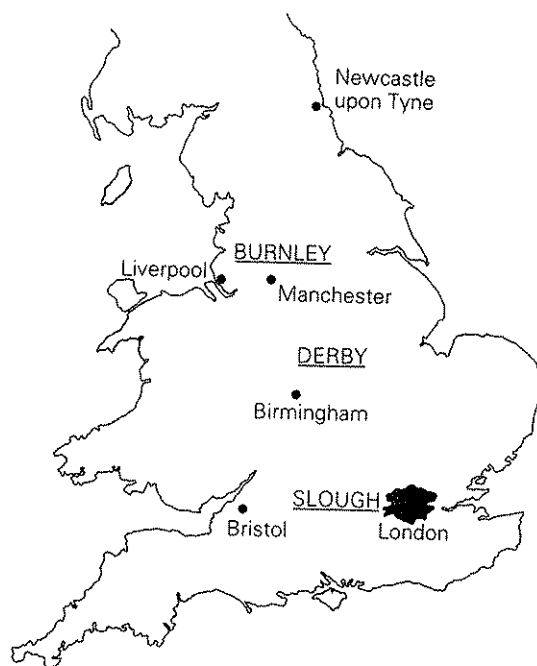 Newcastle
upon Tyne
BURNLEY
Liverpool
Manchester
DERBY
Birmingham
SLOUGH
Bristol
London